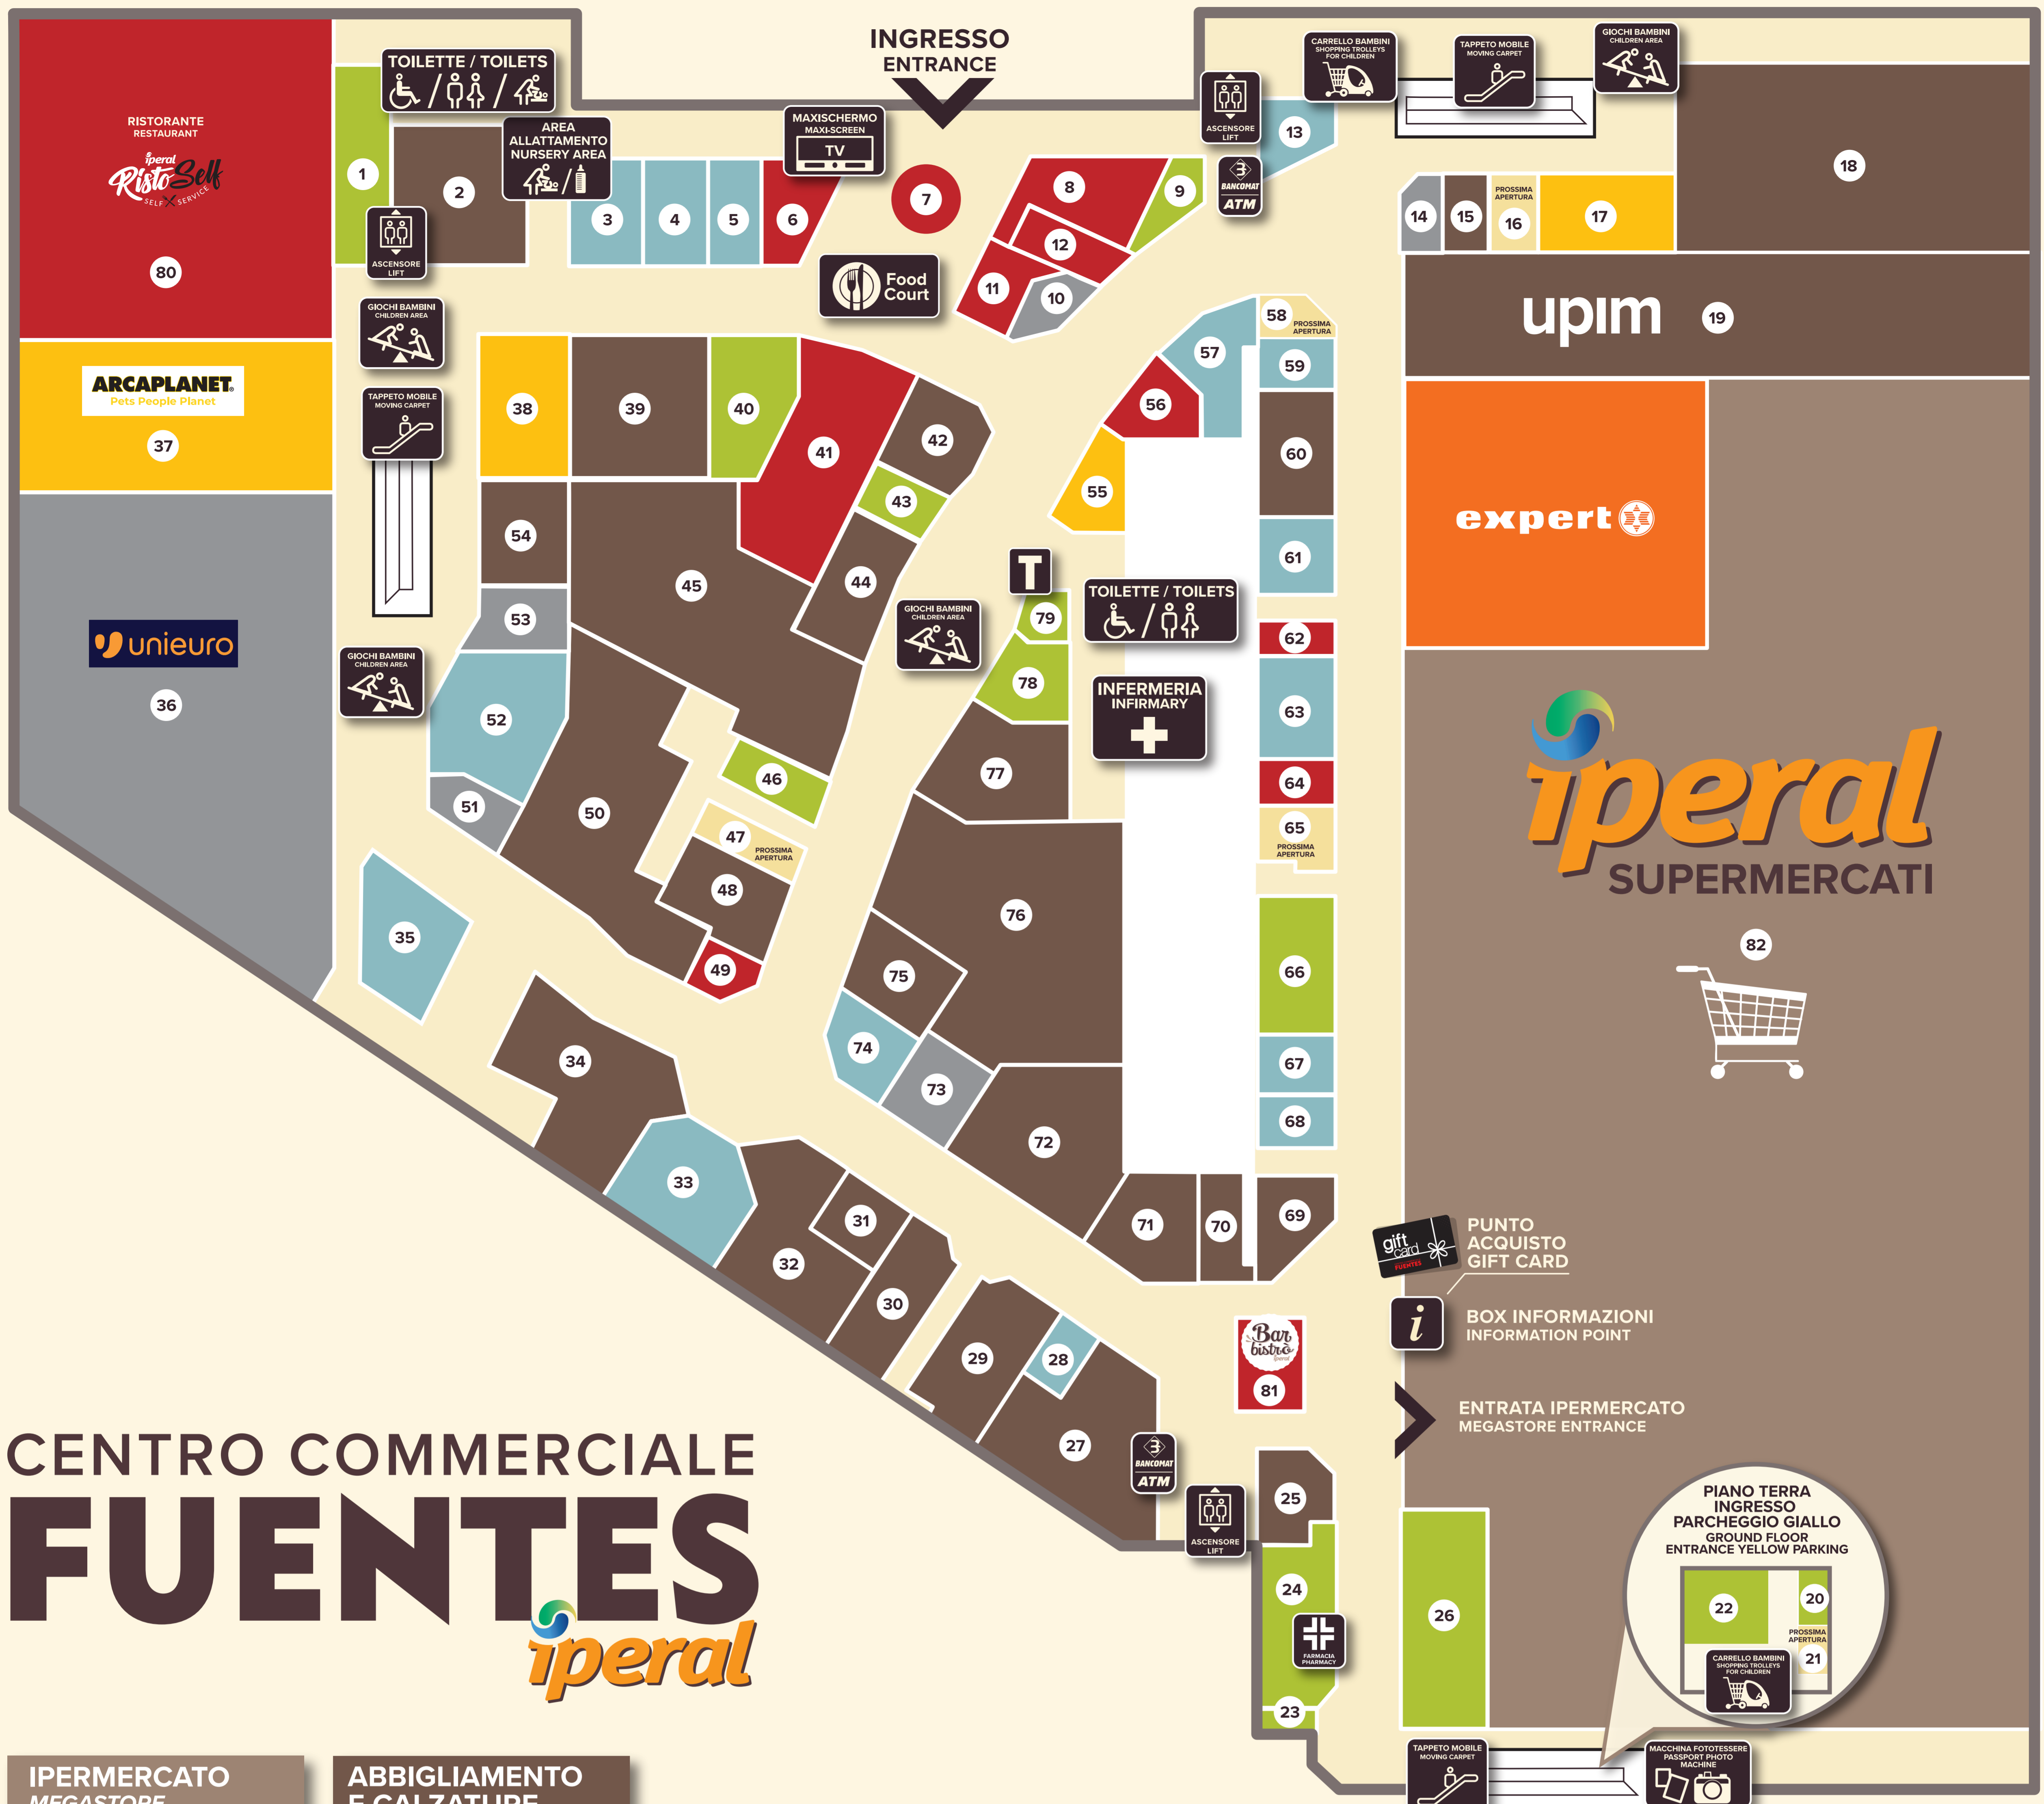 INGRESSO
ENTRANCE
TOILETTE / TOILETS
AREA
ALLATTAMENTO
NURSERY AREA
MAXISCHERMO
MAXI-SCREEN
TV
ASCENSORE
LIFT
BANCOMAT
ATM
CARRELLO BAMBINI
SHOPPING TROLLEYS
FOR CHILDREN
TAPPETO MOBILE
MOVING CARPET
GIOCHI BAMBINI
CHILDREN AREA
RISTORANTE
RESTAURANT
iperal
RistoSelf
SELF SERVICE
80
1
2
ASCENSORE
LIFT
3
4
5
6
7
8
9
10
11
12
13
14
15
PROSSIMA
APERTURA
16
17
18
Food
Court
GIOCHI BAMBINI
CHILDREN AREA
upim
19
ARCAPLANET
Pets People Planet
37
TAPPETO MOBILE
MOVING CARPET
38
39
40
41
42
43
44
45
54
53
52
51
50
46
47
PROSSIMA
APERTURA
48
49
unieuro
36
GIOCHI BAMBINI
CHILDREN AREA
GIOCHI BAMBINI
CHILDREN AREA
55
56
57
58
PROSSIMA
APERTURA
59
60
61
62
63
64
65
PROSSIMA
APERTURA
66
67
68
69
70
71
72
73
74
75
76
77
78
79
T
TOILETTE / TOILETS
INFERMERIA
INFIRMARY
expert
iperal
SUPERMERCATI
82
35
34
33
32
31
30
29
28
27
gift
card
FUENTES
PUNTO
ACQUISTO
GIFT CARD
i
BOX INFORMAZIONI
INFORMATION POINT
Bar
bistrò
iperal
81
ENTRATA IPERMERCATO
MEGASTORE ENTRANCE
BANCOMAT
ATM
ASCENSORE
LIFT
25
24
FARMACIA
PHARMACY
23
26
PIANO TERRA
INGRESSO
PARCHEGGIO GIALLO
GROUND FLOOR
ENTRANCE YELLOW PARKING
22
20
PROSSIMA
APERTURA
21
CARRELLO BAMBINI
SHOPPING TROLLEYS
FOR CHILDREN
TAPPETO MOBILE
MOVING CARPET
MACCHINA FOTOTESSERE
PASSPORT PHOTO
MACHINE
CENTRO COMMERCIALE
FUENTES
iperal
IPERMERCATO
MEGASTORE
ABBIGLIAMENTO
E CALZATURE